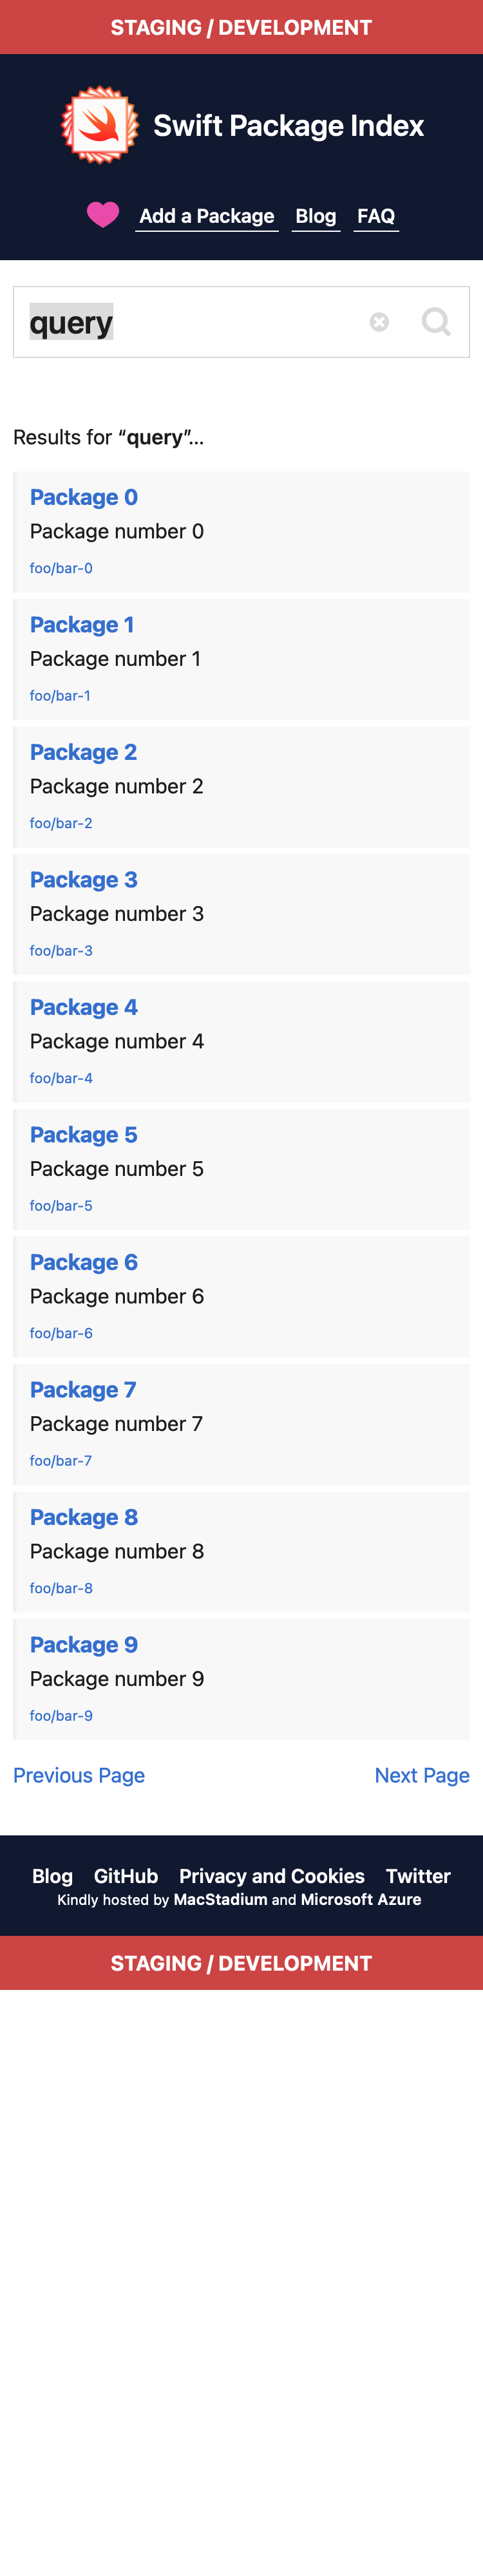 STAGING / DEVELOPMENT
Swift Package Index
Add a Package Blog FAQ
query
Results for “query”...
Package 0
Package number 0
foo/bar-0
Package 1
Package number 1
foo/bar-1
Package 2
Package number 2
foo/bar-2
Package 3
Package number 3
foo/bar-3
Package 4
Package number 4
foo/bar-4
Package 5
Package number 5
foo/bar-5
Package 6
Package number 6
foo/bar-6
Package 7
Package number 7
foo/bar-7
Package 8
Package number 8
foo/bar-8
Package 9
Package number 9
foo/bar-9
Previous Page Next Page
Blog GitHub Privacy and Cookies Twitter
Kindly hosted by MacStadium and Microsoft Azure
STAGING / DEVELOPMENT